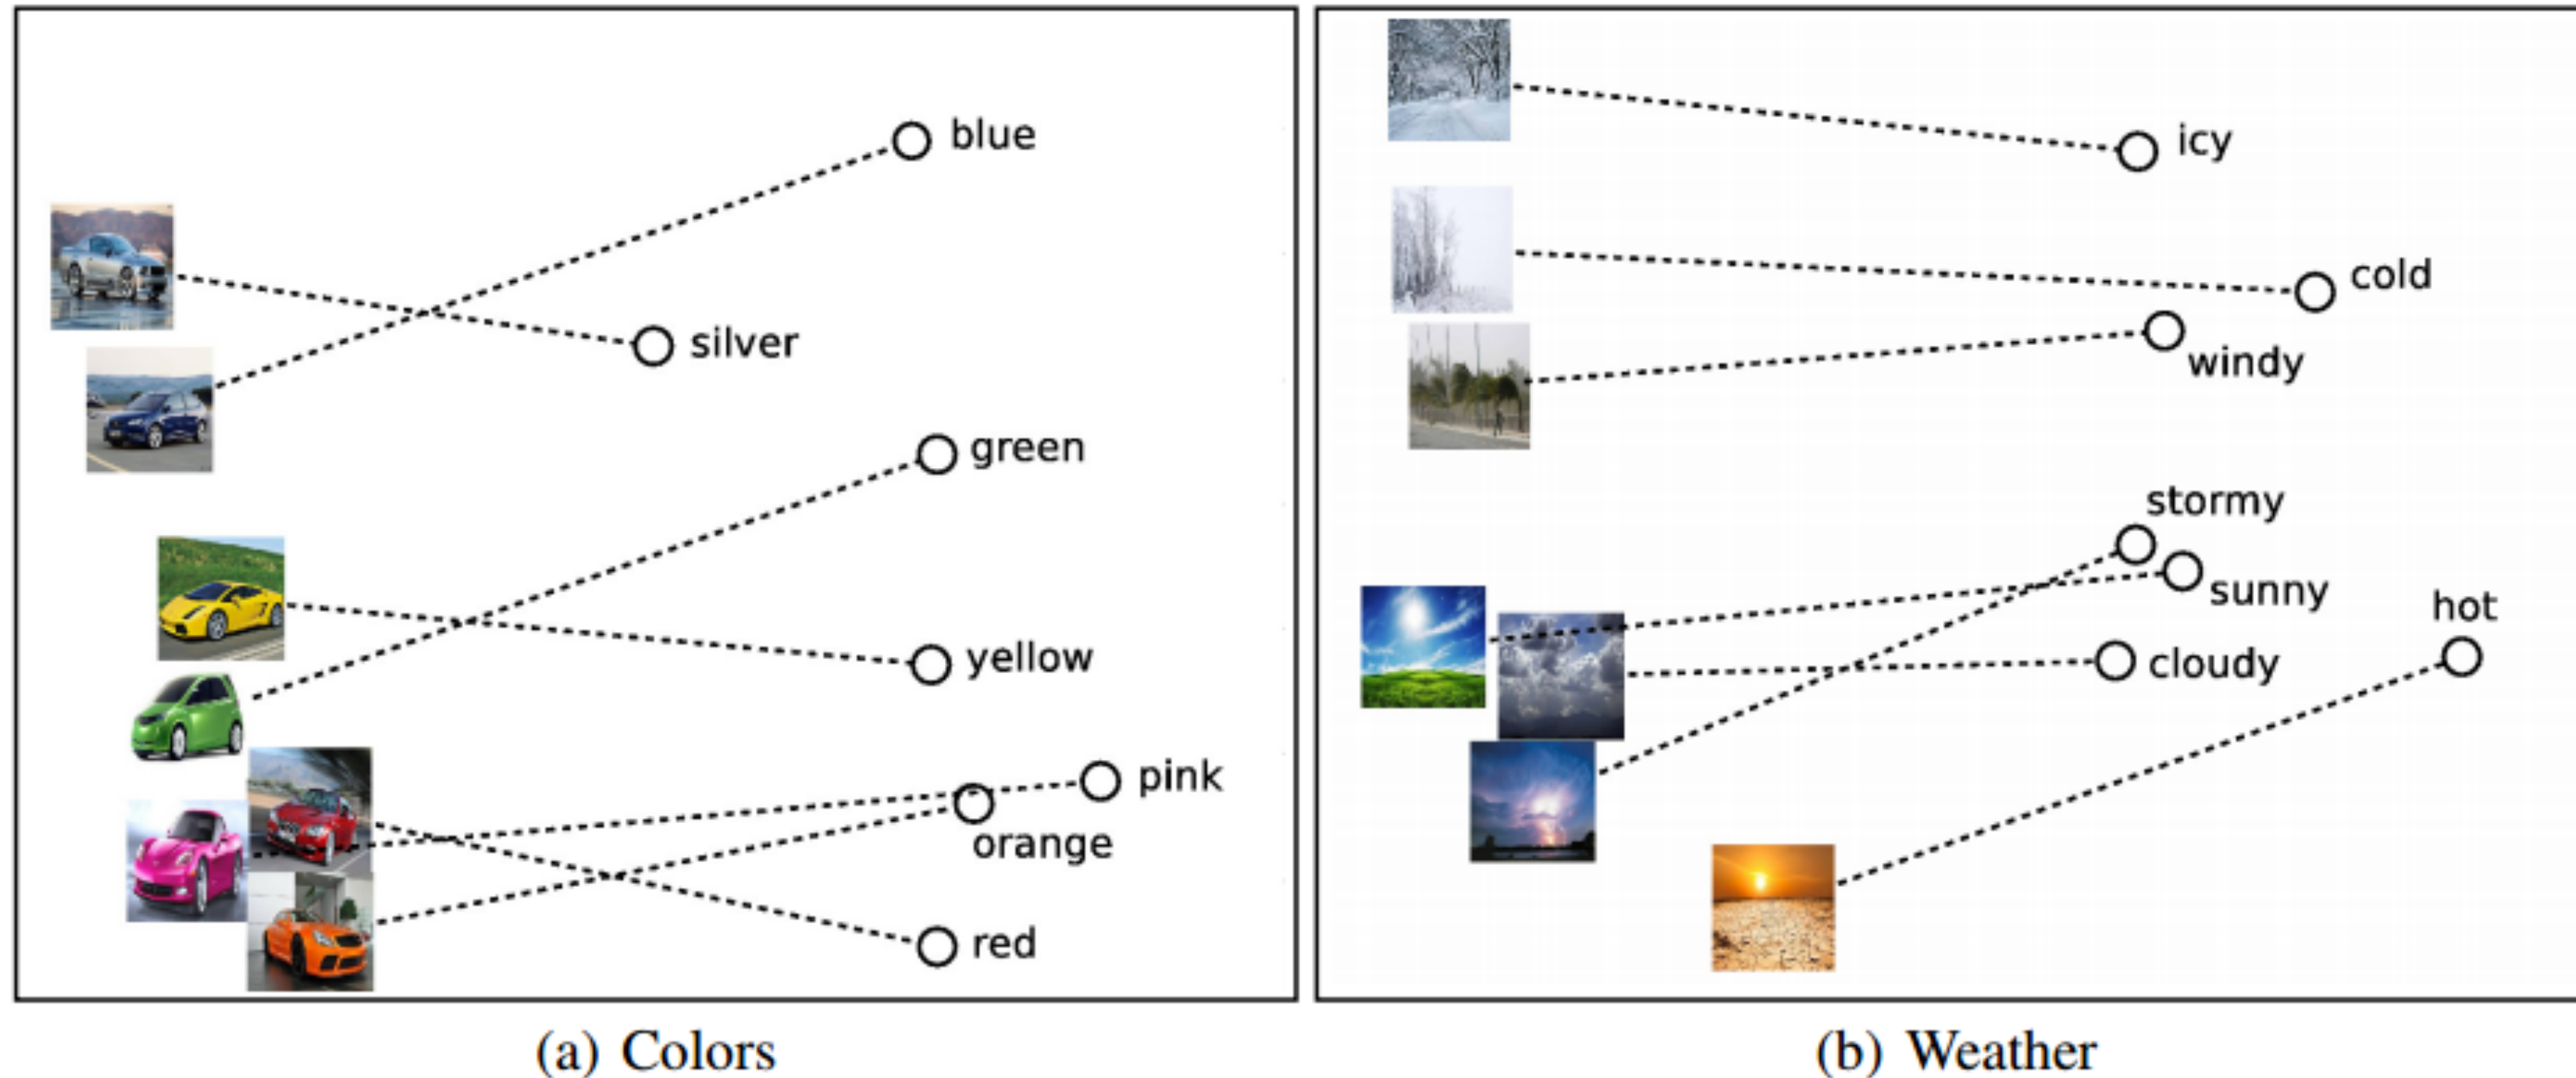 blue
silver
green
yellow
pink
orange
red
(a) Colors
icy
cold
windy
stormy
sunny
hot
cloudy
(b) Weather